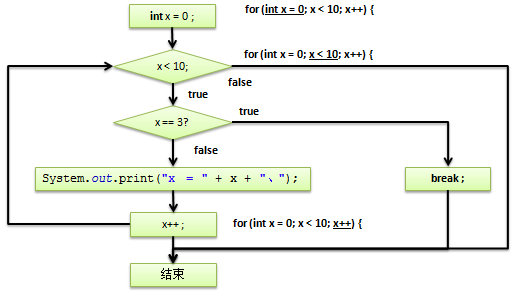 int x = 0 ;
for (int x = 0; x < 10; x++) {
x < 10;
for (int x = 0; x < 10; x++) {
false
true
x == 3?
true
false
System.out.print("x = " + x + "、");
break ;
x++ ;
for (int x = 0; x < 10; x++) {
结束